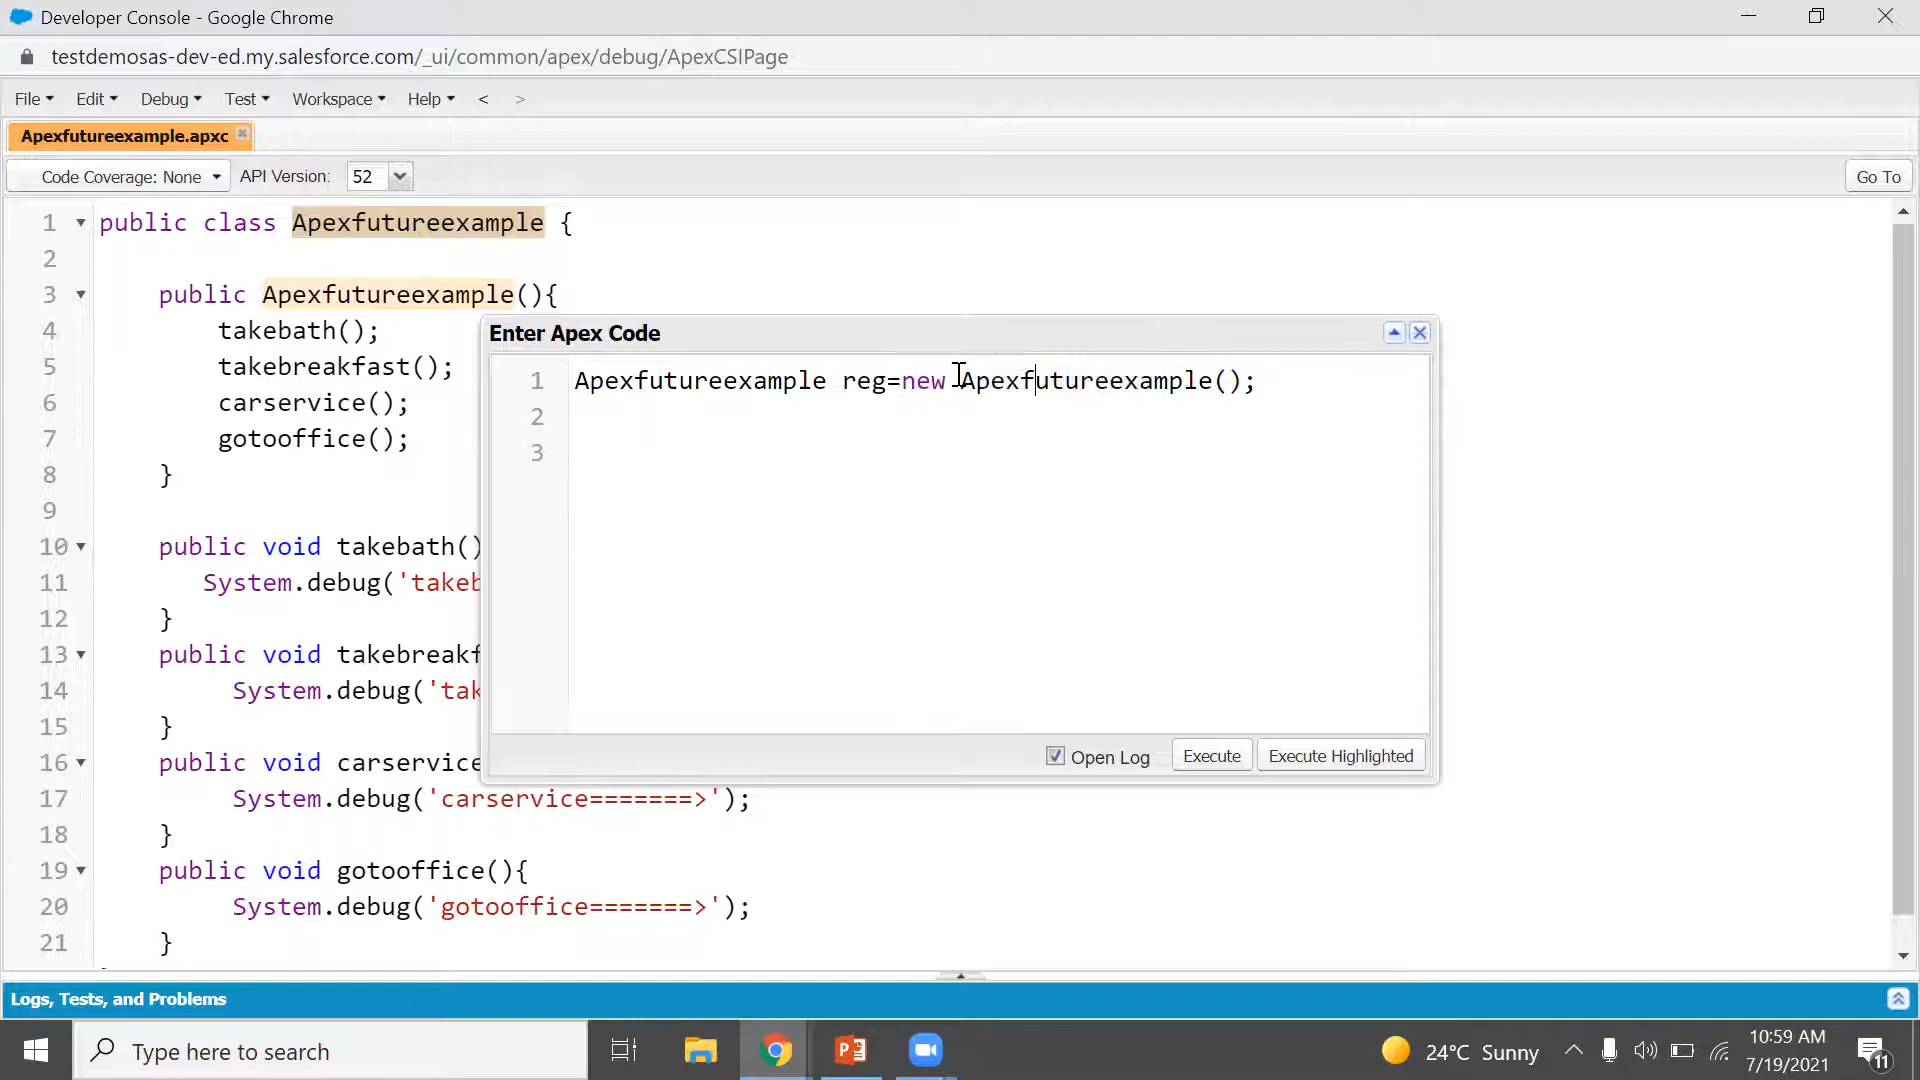 Developer Console - Google Chrome
testdemosas-dev-ed.my.salesforce.com/_ui/common/apex/debug/ApexCSIPage
File Edit Debug Test Workspace Help < >
Apexfutureexample.apxc
Code Coverage: None API Version: 52 Go To
1 public class Apexfutureexample {
2
3 public Apexfutureexample(){
4 takebath();
5 takebreakfast();
6 carservice();
7 gotooffice();
8 }
9
10 public void takebath()
11 System.debug('takeb
12 }
13 public void takebreakf
14 System.debug('tak
15 }
16 public void carservice
17 System.debug('carservice=======>');
18 }
19 public void gotooffice(){
20 System.debug('gotooffice=======>');
21 }
Enter Apex Code
1 Apexfutureexample reg=new Apexfutureexample();
2
3
Open Log Execute Execute Highlighted
Logs, Tests, and Problems
Type here to search
24°C Sunny
10:59 AM
7/19/2021
11